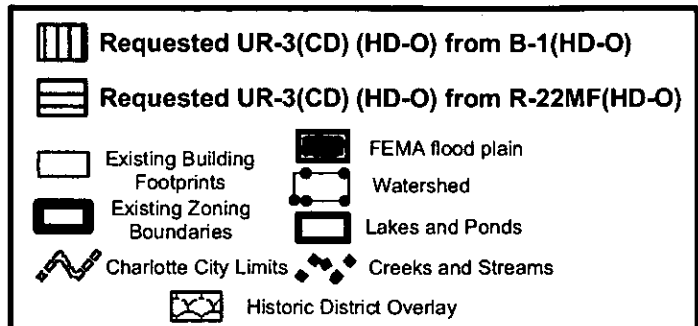 Requested UR-3(CD) (HD-O) from B-1(HD-O)
Requested UR-3(CD) (HD-O) from R-22MF(HD-O)
Existing Building
Footprints
FEMA flood plain
Watershed
Existing Zoning
Boundaries
Lakes and Ponds
Charlotte City Limits
Creeks and Streams
Historic District Overlay